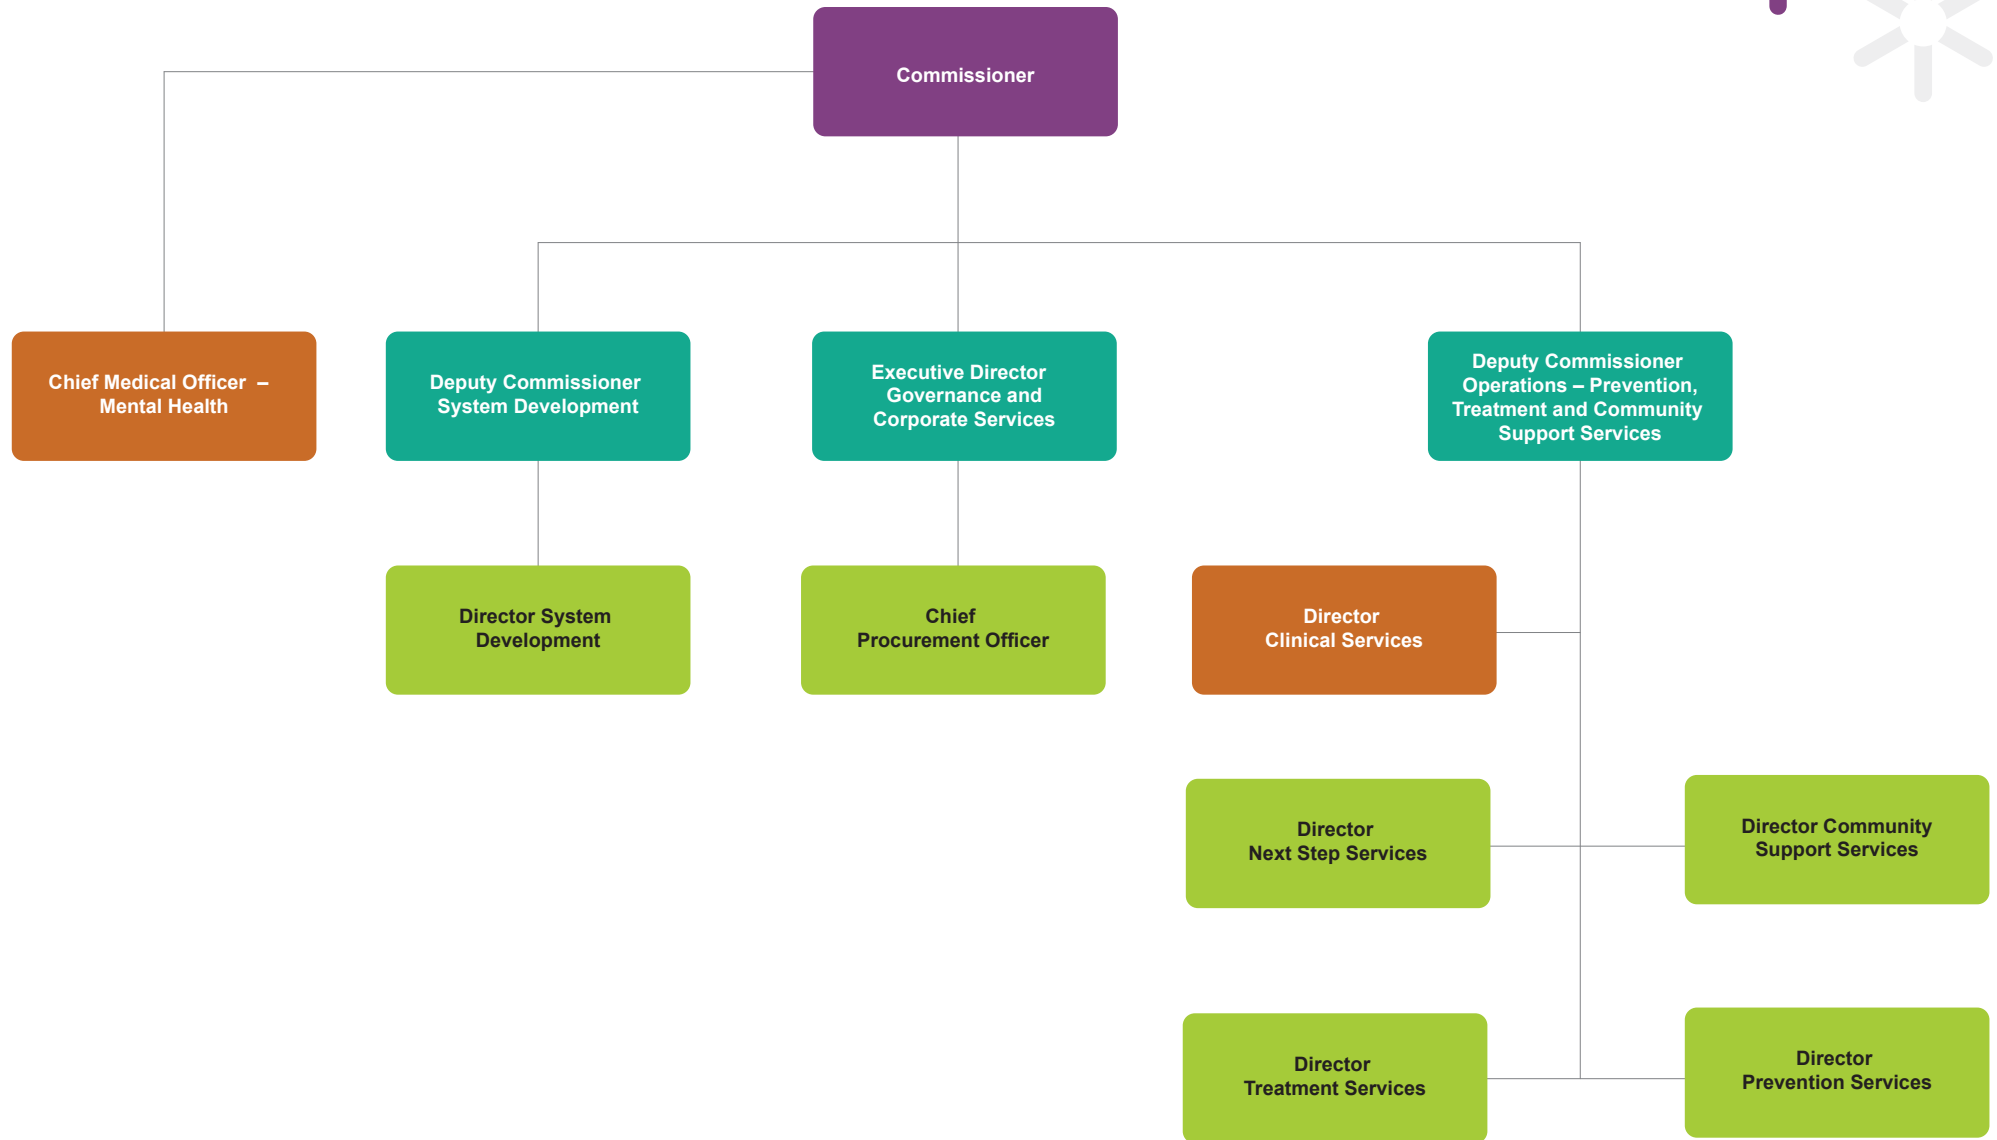 Commissioner
Chief Medical Officer –
Mental Health
Deputy Commissioner
System Development
Executive Director
Governance and
Corporate Services
Deputy Commissioner
Operations – Prevention,
Treatment and Community
Support Services
Director System
Development
Chief
Procurement Officer
Director
Clinical Services
Director
Next Step Services
Director Community
Support Services
Director
Treatment Services
Director
Prevention Services